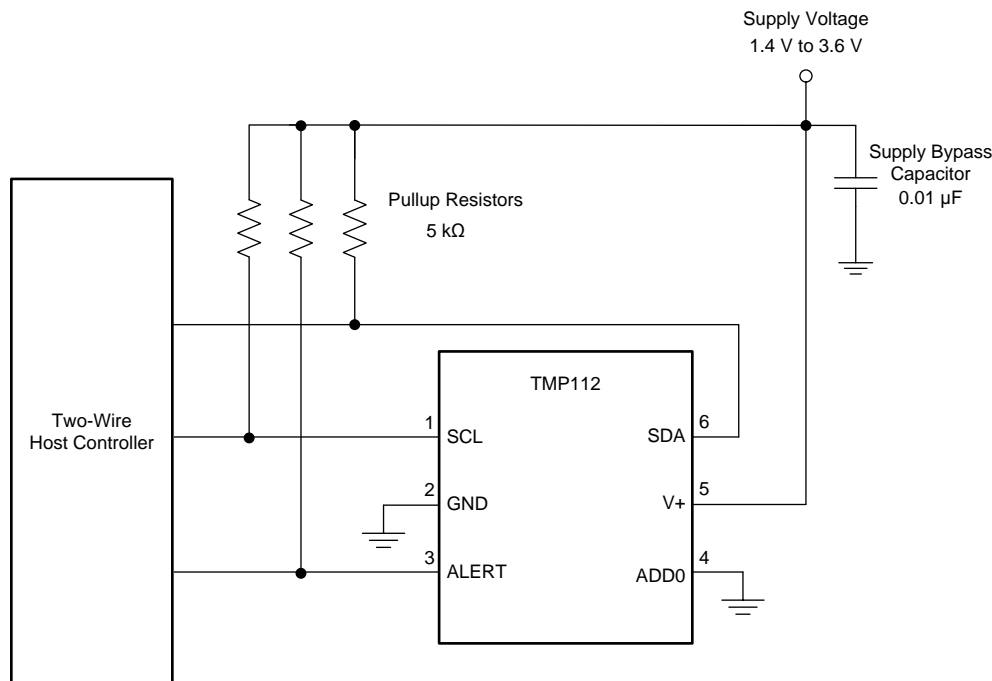 Supply Voltage
1.4 V to 3.6 V
Supply Bypass
Capacitor
0.01 µF
Pullup Resistors
5 kΩ
Two-Wire
Host Controller
TMP112
1
SCL
2
GND
3
ALERT
SDA
6
V+
5
ADD0
4